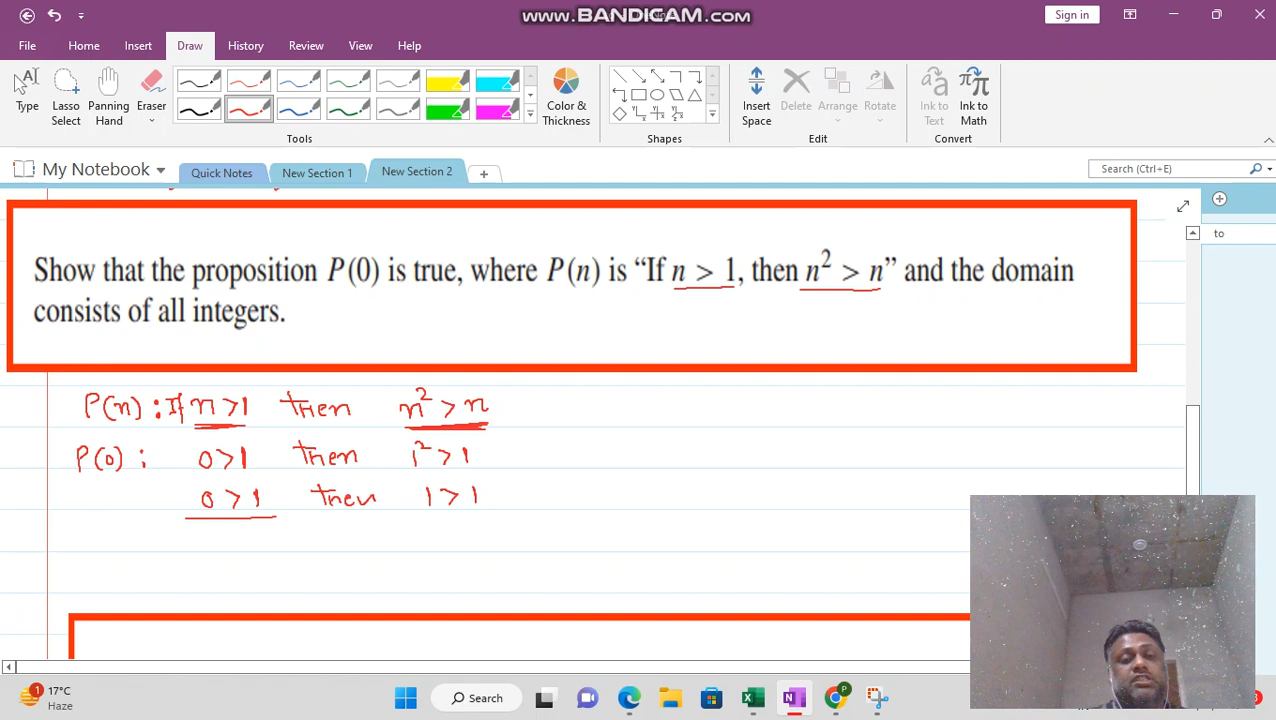 www.BANDICAM.com
Sign in
File Home Insert Draw History Review View Help
Type
Lasso Select
Panning Hand
Eraser
Color & Thickness
Insert Space
Delete
Arrange
Rotate
Ink to Text
Ink to Math
Tools
Shapes
Edit
Convert
My Notebook
Quick Notes
New Section 1
New Section 2
Search (Ctrl+E)
to
Show that the proposition P(0) is true, where P(n) is “If n > 1, then n² > n” and the domain
consists of all integers.
P(n) : If n > 1 then n² > n
P(0) : 0 > 1 then 1² > 1
0 > 1 then 1 > 1
1
17°C
Haze
Search
P